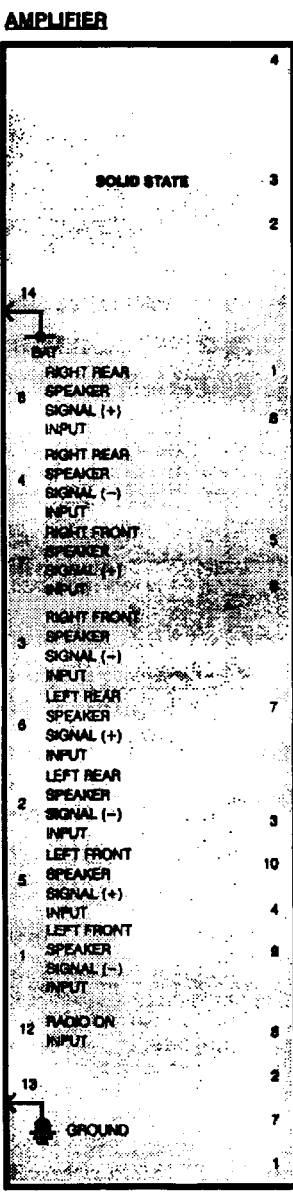 AMPLIFIER
4
SOLID STATE 3
2
14
BAT
RIGHT REAR 1
8 SPEAKER
SIGNAL (+) 8
INPUT
RIGHT REAR
4 SPEAKER
SIGNAL (–)
INPUT
RIGHT FRONT 5
SPEAKER
SIGNAL (+)
INPUT
RIGHT FRONT
3 SPEAKER
SIGNAL (–)
INPUT
LEFT REAR 7
6 SPEAKER
SIGNAL (+)
INPUT
LEFT REAR
2 SPEAKER
SIGNAL (–) 3
INPUT
LEFT FRONT 10
5 SPEAKER
SIGNAL (+)
INPUT 4
LEFT FRONT
1 SPEAKER
SIGNAL (–)
INPUT
12 RADIO ON
INPUT 8
2
13
GROUND 7
1